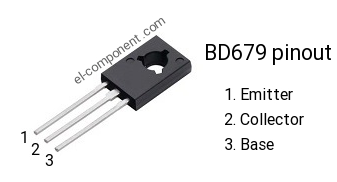 el-component.com
BD679 pinout
1. Emitter
2. Collector
3. Base
1
2
3